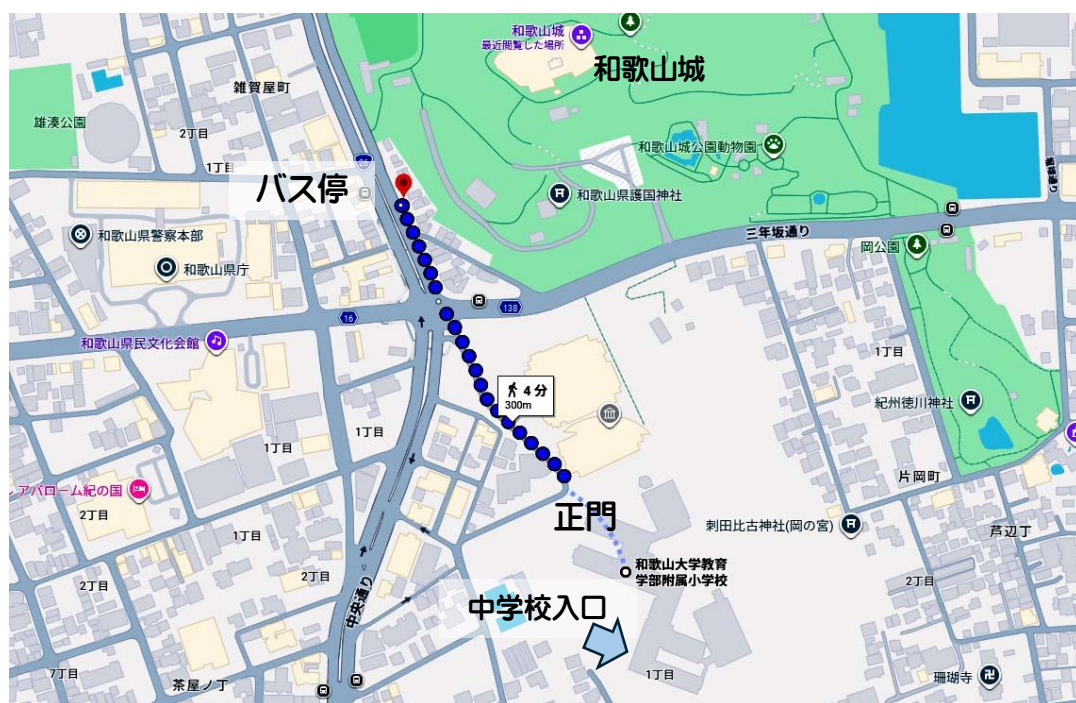 和歌山城
最近閲覧した場所
和歌山城
雑賀屋町
雄湊公園
2丁目
和歌山城公園動物園
1丁目
26
バス停
和歌山県護国神社
和歌山県警察本部
三年坂通り
岡公園
和歌山県庁
16
138
和歌山県民文化会館
1丁目
4 分
300m
紀州徳川神社
1丁目
1丁目
アバローム紀の国
片岡町
2丁目
正門
刺田比古神社(岡の宮)
芦辺丁
1丁目
和歌山大学教育
学部附属小学校
2丁目
2丁目
2丁目
中央通り
中学校入口
7丁目
茶屋ノ丁
1丁目
珊瑚寺